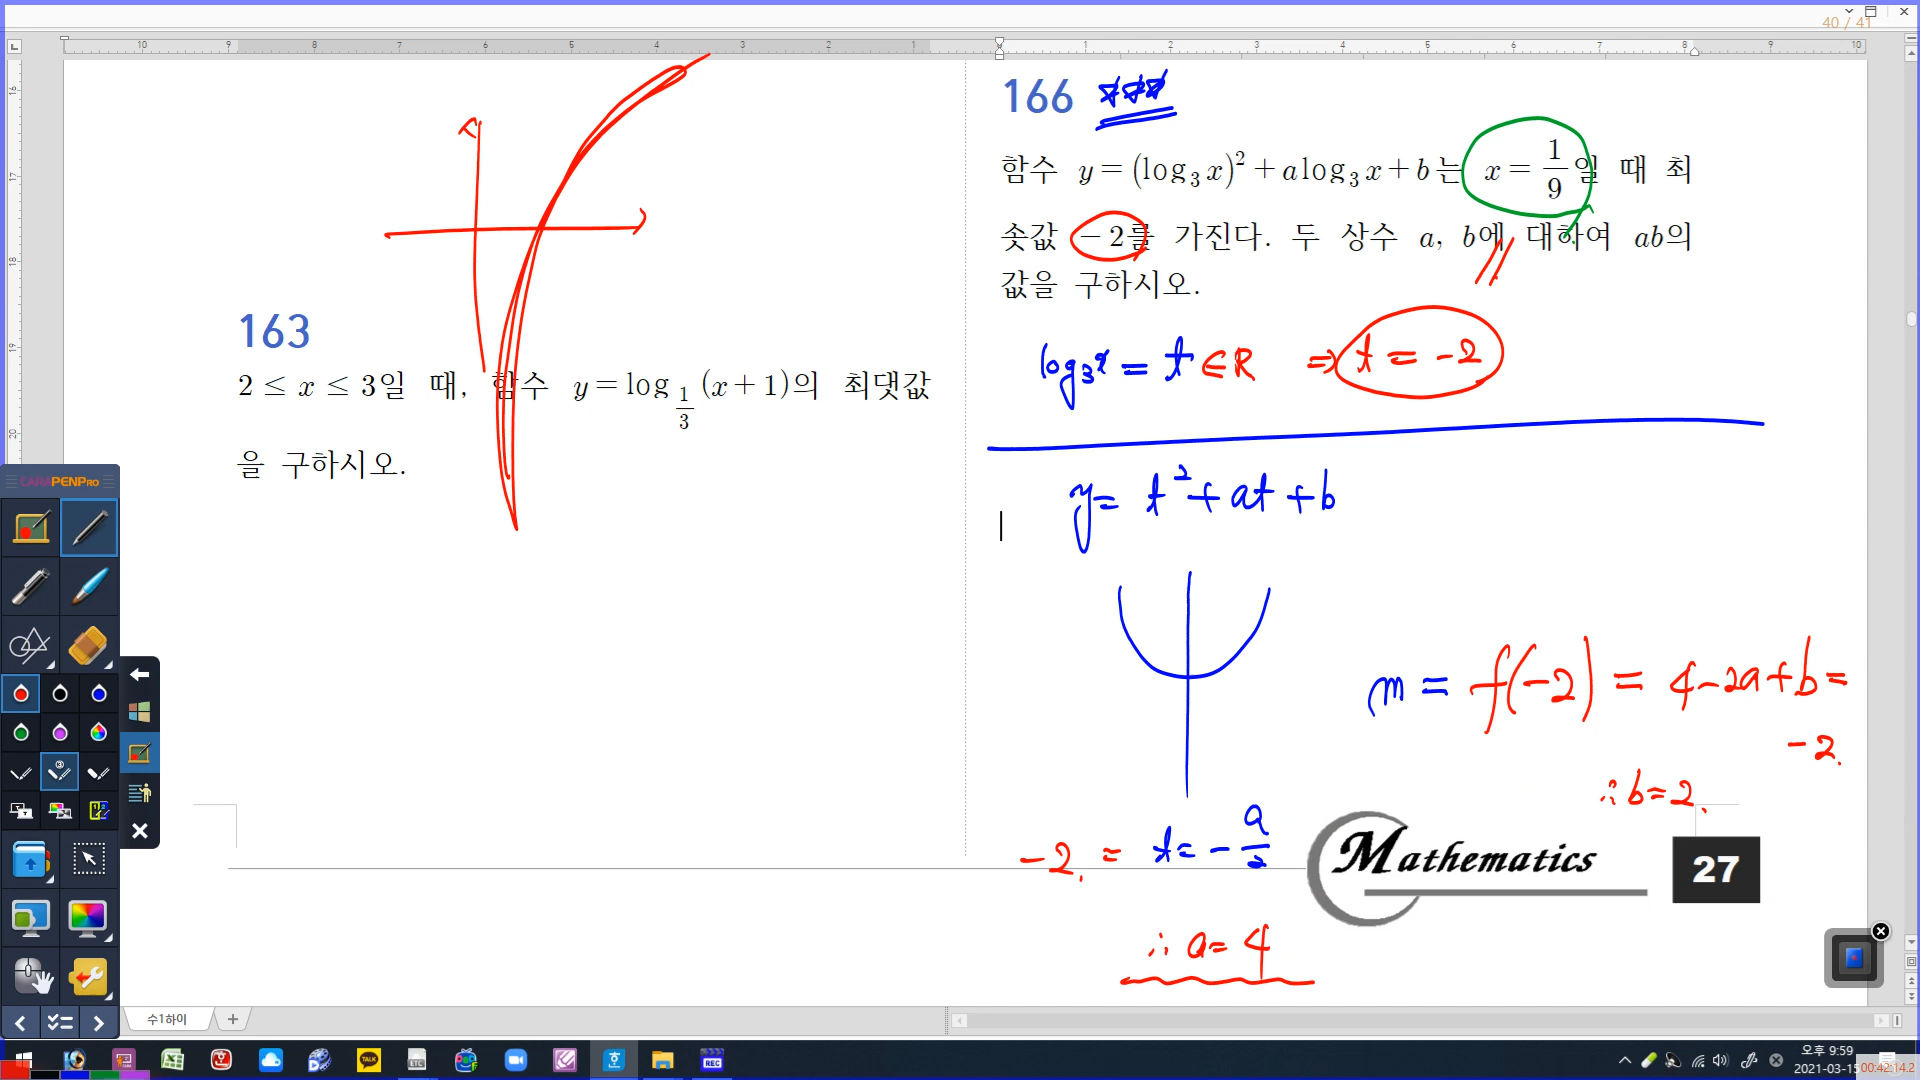 40 / 41
163
2 ≤ x ≤ 3일 때, 함수 y = log_{1/3} (x+1)의 최댓값
을 구하시오.
166
함수 y = (log₃x)² + alog₃x + b는 x = 1/9일 때 최
솟값 -2를 가진다. 두 상수 a, b에 대하여 ab의
값을 구하시오.
log₃x = t ∈ R ⇒ t = -2
y = t² + at + b
m = f(-2) = 4-2a+b =
-2.
∴ b = 2.
-2. = t = -a/2
∴ a = 4
Mathematics
27
CAMAPENPRO
수1하이
오후 9:59
2021-03-15
00:42:14.2